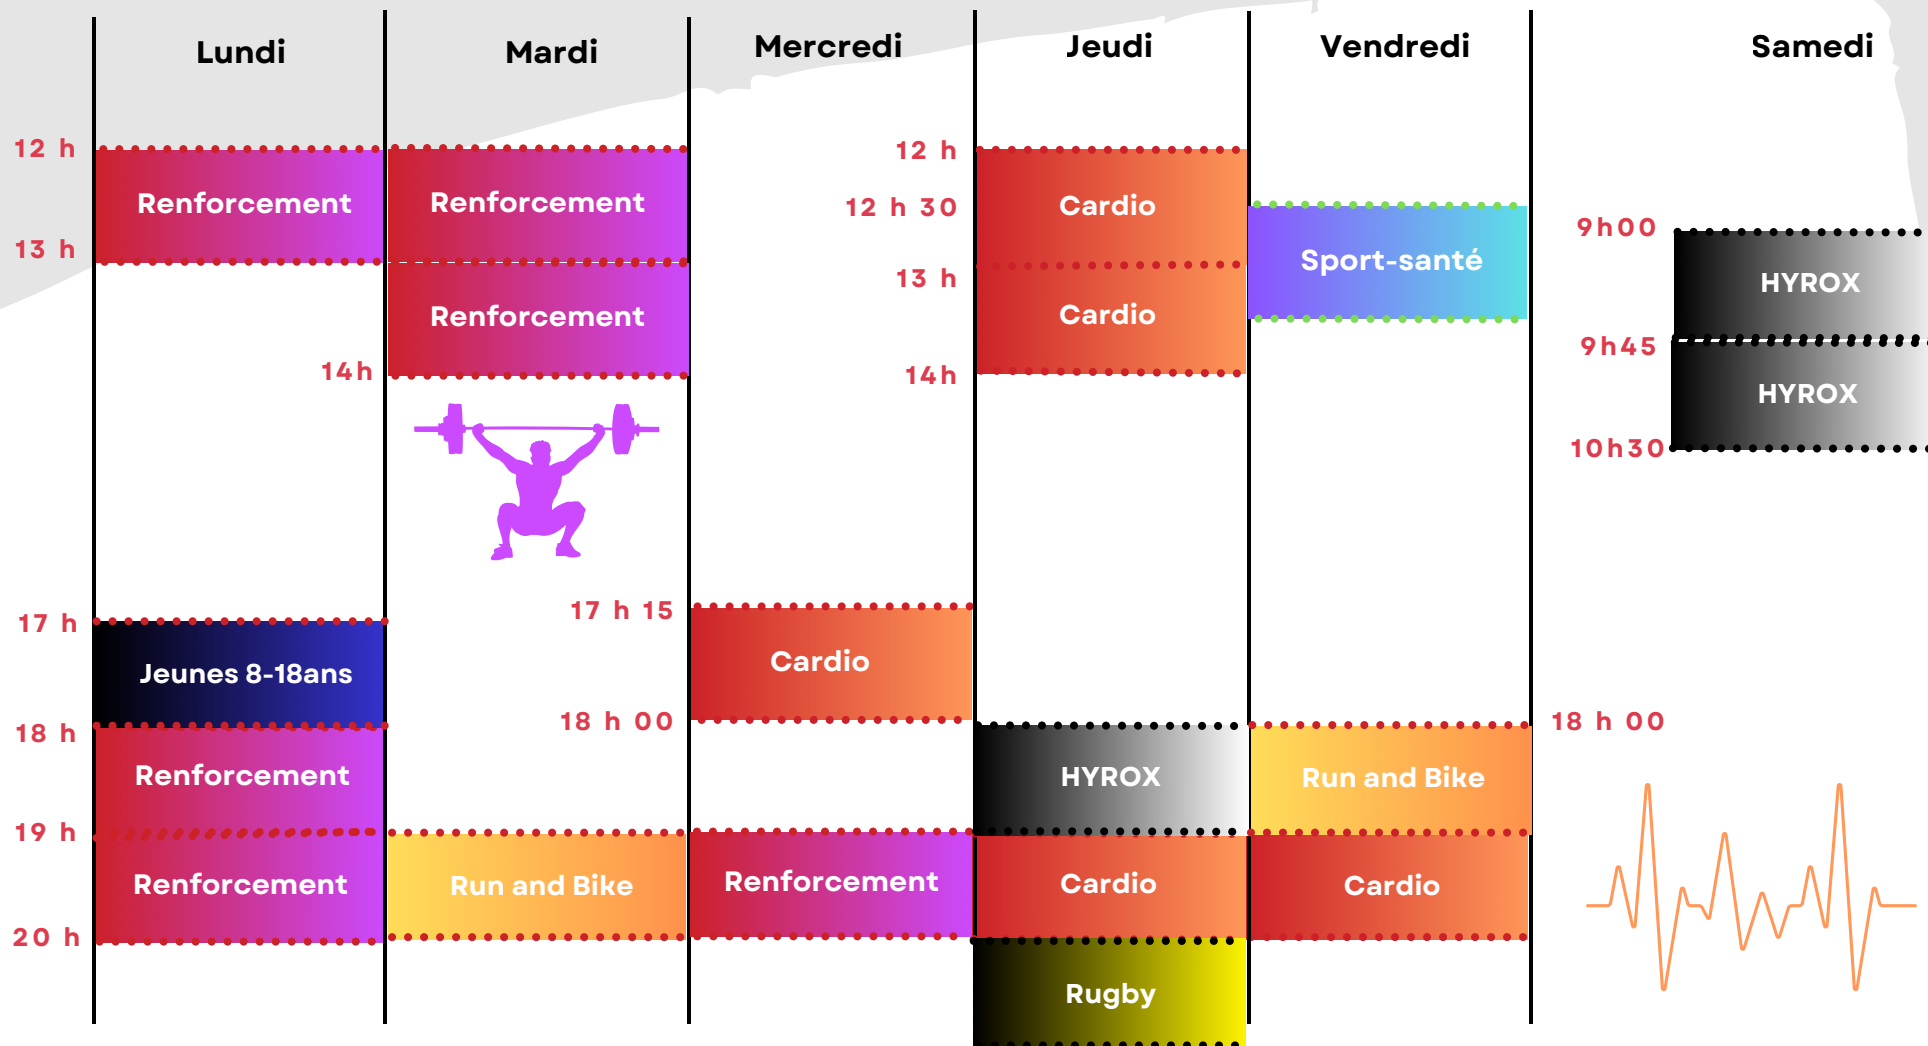 Lundi
Mardi
Mercredi
Jeudi
Vendredi
Samedi
12 h
Renforcement
Renforcement
12 h
12 h 30
Cardio
Sport-santé
9h00
13 h
13 h
HYROX
Renforcement
Cardio
9h45
14h
14h
HYROX
10h30
17 h
17 h 15
Jeunes 8-18ans
Cardio
18 h
18 h 00
18 h 00
Renforcement
HYROX
Run and Bike
19 h
Renforcement
Run and Bike
Renforcement
Cardio
Cardio
20 h
Rugby